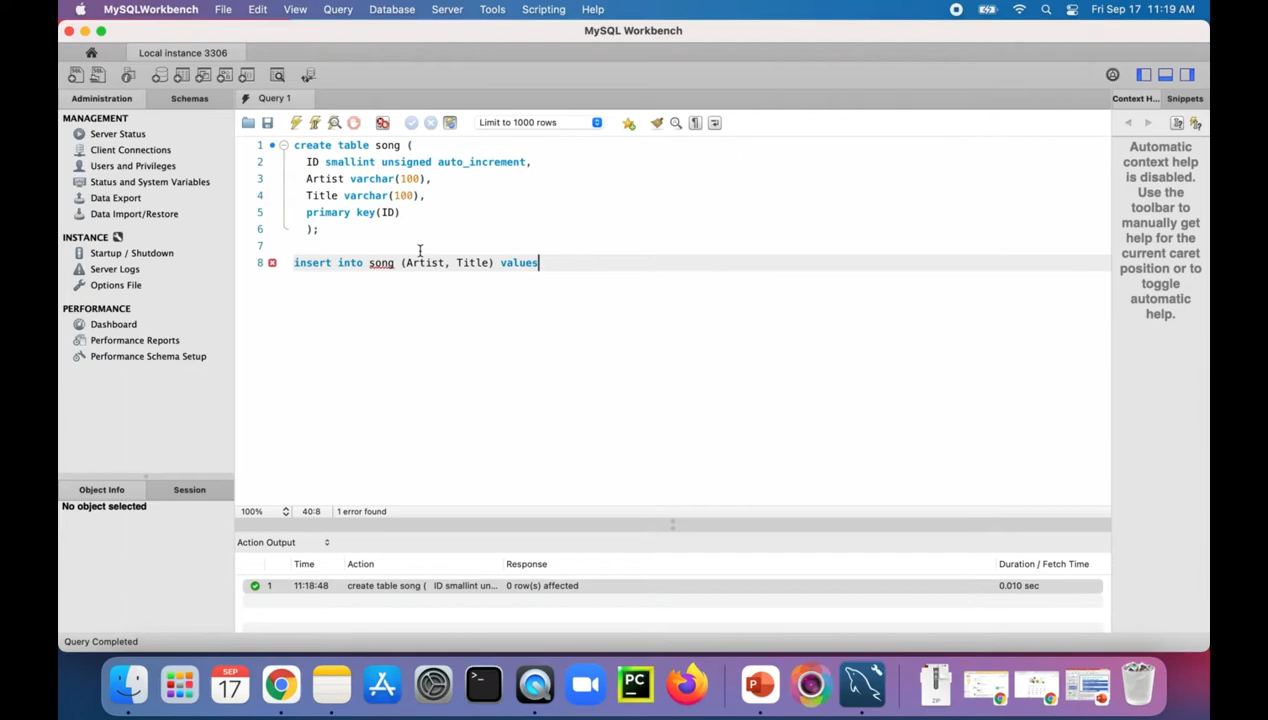 MySQLWorkbench File Edit View Query Database Server Tools Scripting Help Fri Sep 17 11:19 AM
MySQL Workbench
Local instance 3306
Administration Schemas Query 1 Context H... Snippets
MANAGEMENT
Server Status
Client Connections
Users and Privileges
Status and System Variables
Data Export
Data Import/Restore
INSTANCE
Startup / Shutdown
Server Logs
Options File
PERFORMANCE
Dashboard
Performance Reports
Performance Schema Setup
Object Info Session
No object selected
Limit to 1000 rows
1 create table song (
2 ID smallint unsigned auto_increment,
3 Artist varchar(100),
4 Title varchar(100),
5 primary key(ID)
6 );
7
8 insert into song (Artist, Title) values
100% 40:8 1 error found
Automatic
context help
is disabled.
Use the
toolbar to
manually get
help for the
current caret
position or to
toggle
automatic
help.
Action Output
Time Action Response Duration / Fetch Time
1 11:18:48 create table song ( ID smallint un... 0 row(s) affected 0.010 sec
Query Completed
SEP
17
PC
ZIP